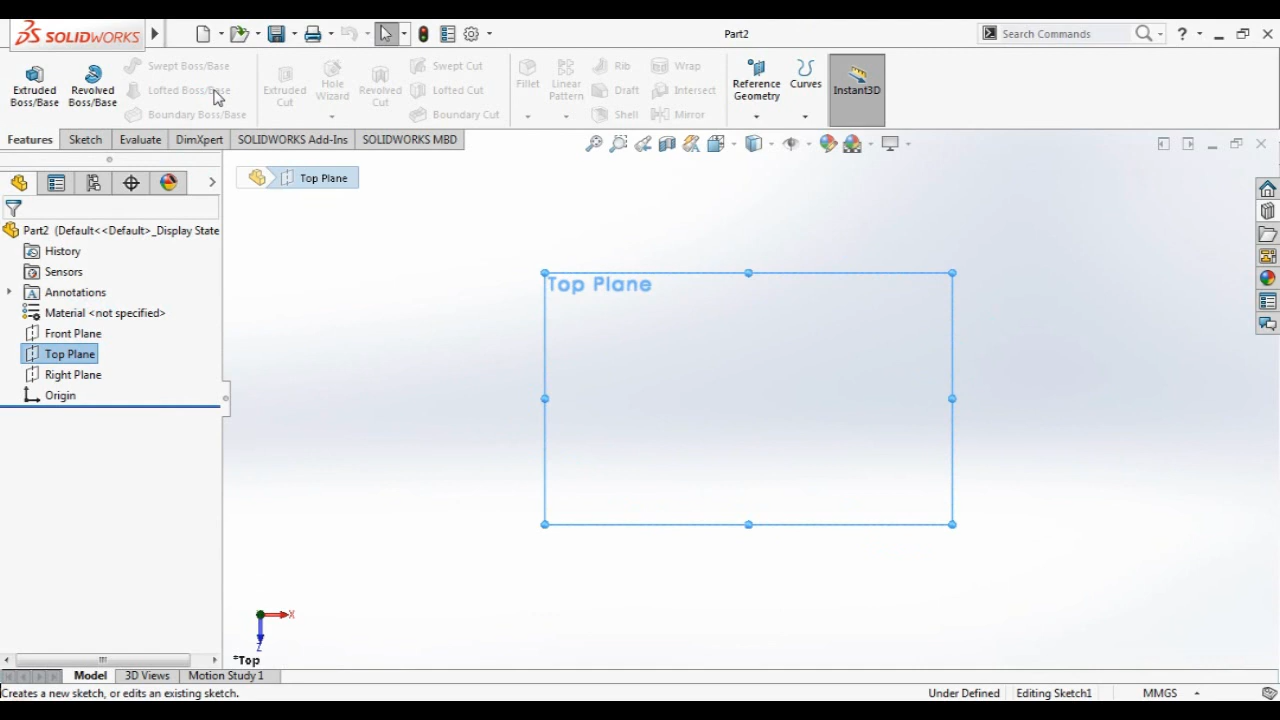 SOLIDWORKS
Part2
Search Commands
?
Extruded Boss/Base
Revolved Boss/Base
Swept Boss/Base
Lofted Boss/Base
Boundary Boss/Base
Extruded Cut
Hole Wizard
Revolved Cut
Swept Cut
Lofted Cut
Boundary Cut
Fillet
Linear Pattern
Rib
Draft
Shell
Wrap
Intersect
Mirror
Reference Geometry
Curves
Instant3D
Features
Sketch
Evaluate
DimXpert
SOLIDWORKS Add-Ins
SOLIDWORKS MBD
Top Plane
Part2 (Default<<Default>_Display State
History
Sensors
Annotations
Material <not specified>
Front Plane
Top Plane
Right Plane
Origin
Top Plane
X
Z
*Top
Model
3D Views
Motion Study 1
Creates a new sketch, or edits an existing sketch.
Under Defined
Editing Sketch1
MMGS